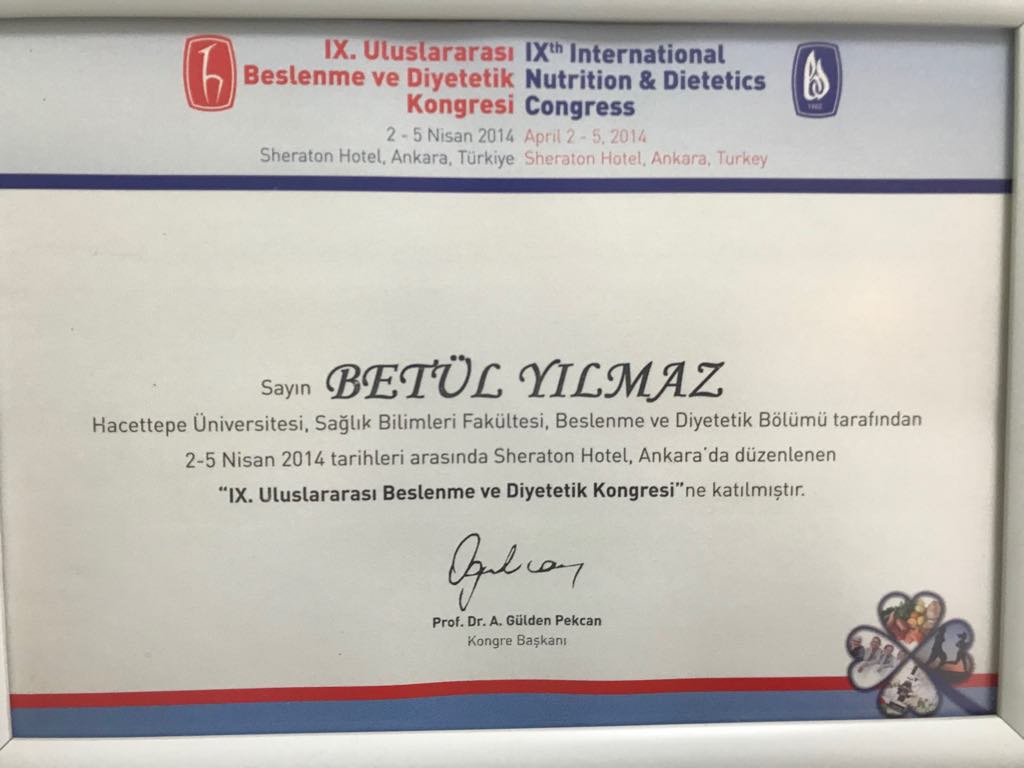 IX. Uluslararası
Beslenme ve Diyetetik
Kongresi
IXth International
Nutrition & Dietetics
Congress
2 - 5 Nisan 2014
Sheraton Hotel, Ankara, Türkiye
April 2 - 5, 2014
Sheraton Hotel, Ankara, Turkey
1962
Sayın BETÜL YILMAZ
Hacettepe Üniversitesi, Sağlık Bilimleri Fakültesi, Beslenme ve Diyetetik Bölümü tarafından
2-5 Nisan 2014 tarihleri arasında Sheraton Hotel, Ankara'da düzenlenen
"IX. Uluslararası Beslenme ve Diyetetik Kongresi"ne katılmıştır.
Prof. Dr. A. Gülden Pekcan
Kongre Başkanı